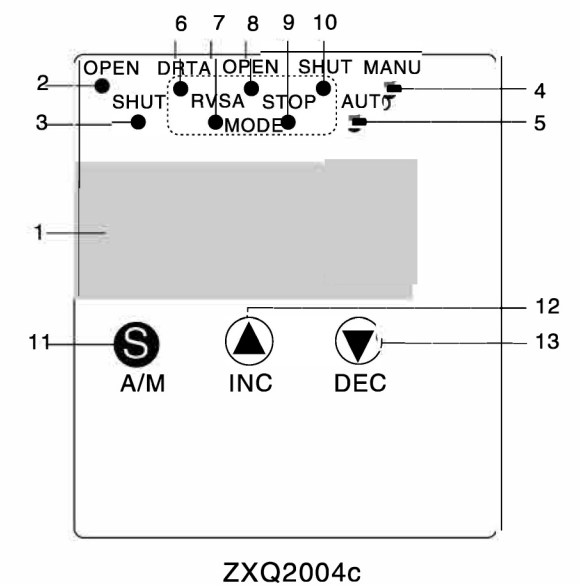 6 7 8 9 10
OPEN DRTA OPEN SHUT MANU
2 4
SHUT RVSA STOP AUTO
3 MODE 5
1
12
11 S 13
A/M INC DEC
ZXQ2004c